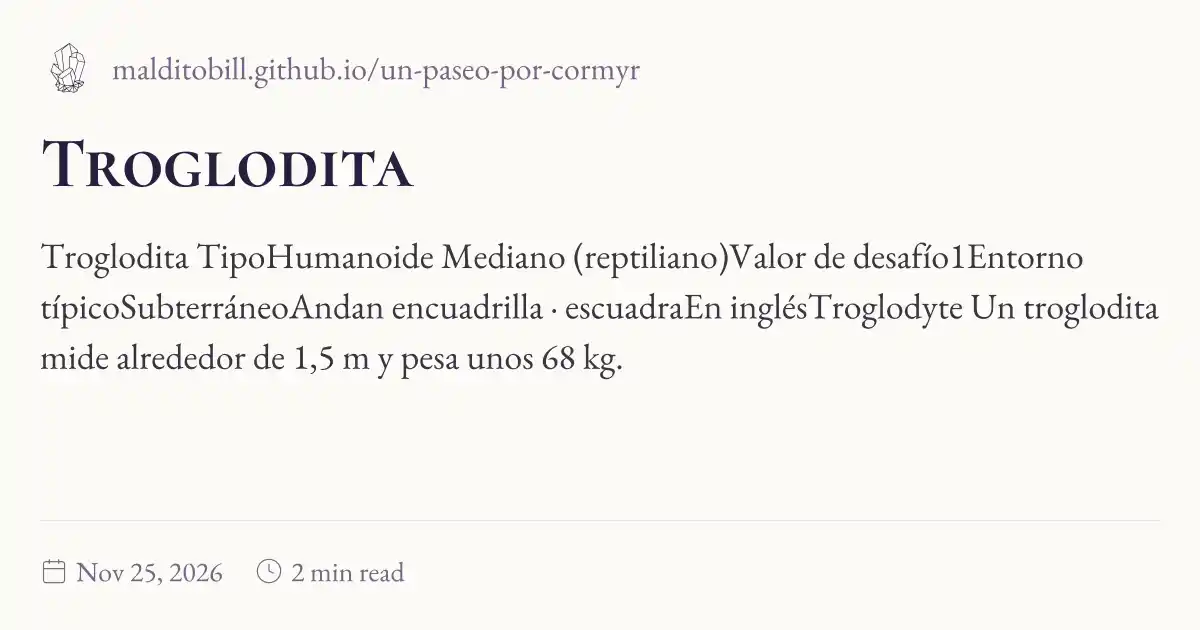 malditobill.github.io/un-paseo-por-cormyr
Troglodita
Troglodita TipoHumanoide Mediano (reptiliano)Valor de desafío1Entorno
típicoSubterráneoAndan encuadrilla · escuadraEn inglésTroglodyte Un troglodita
mide alrededor de 1,5 m y pesa unos 68 kg.
Nov 25, 2026 2 min read